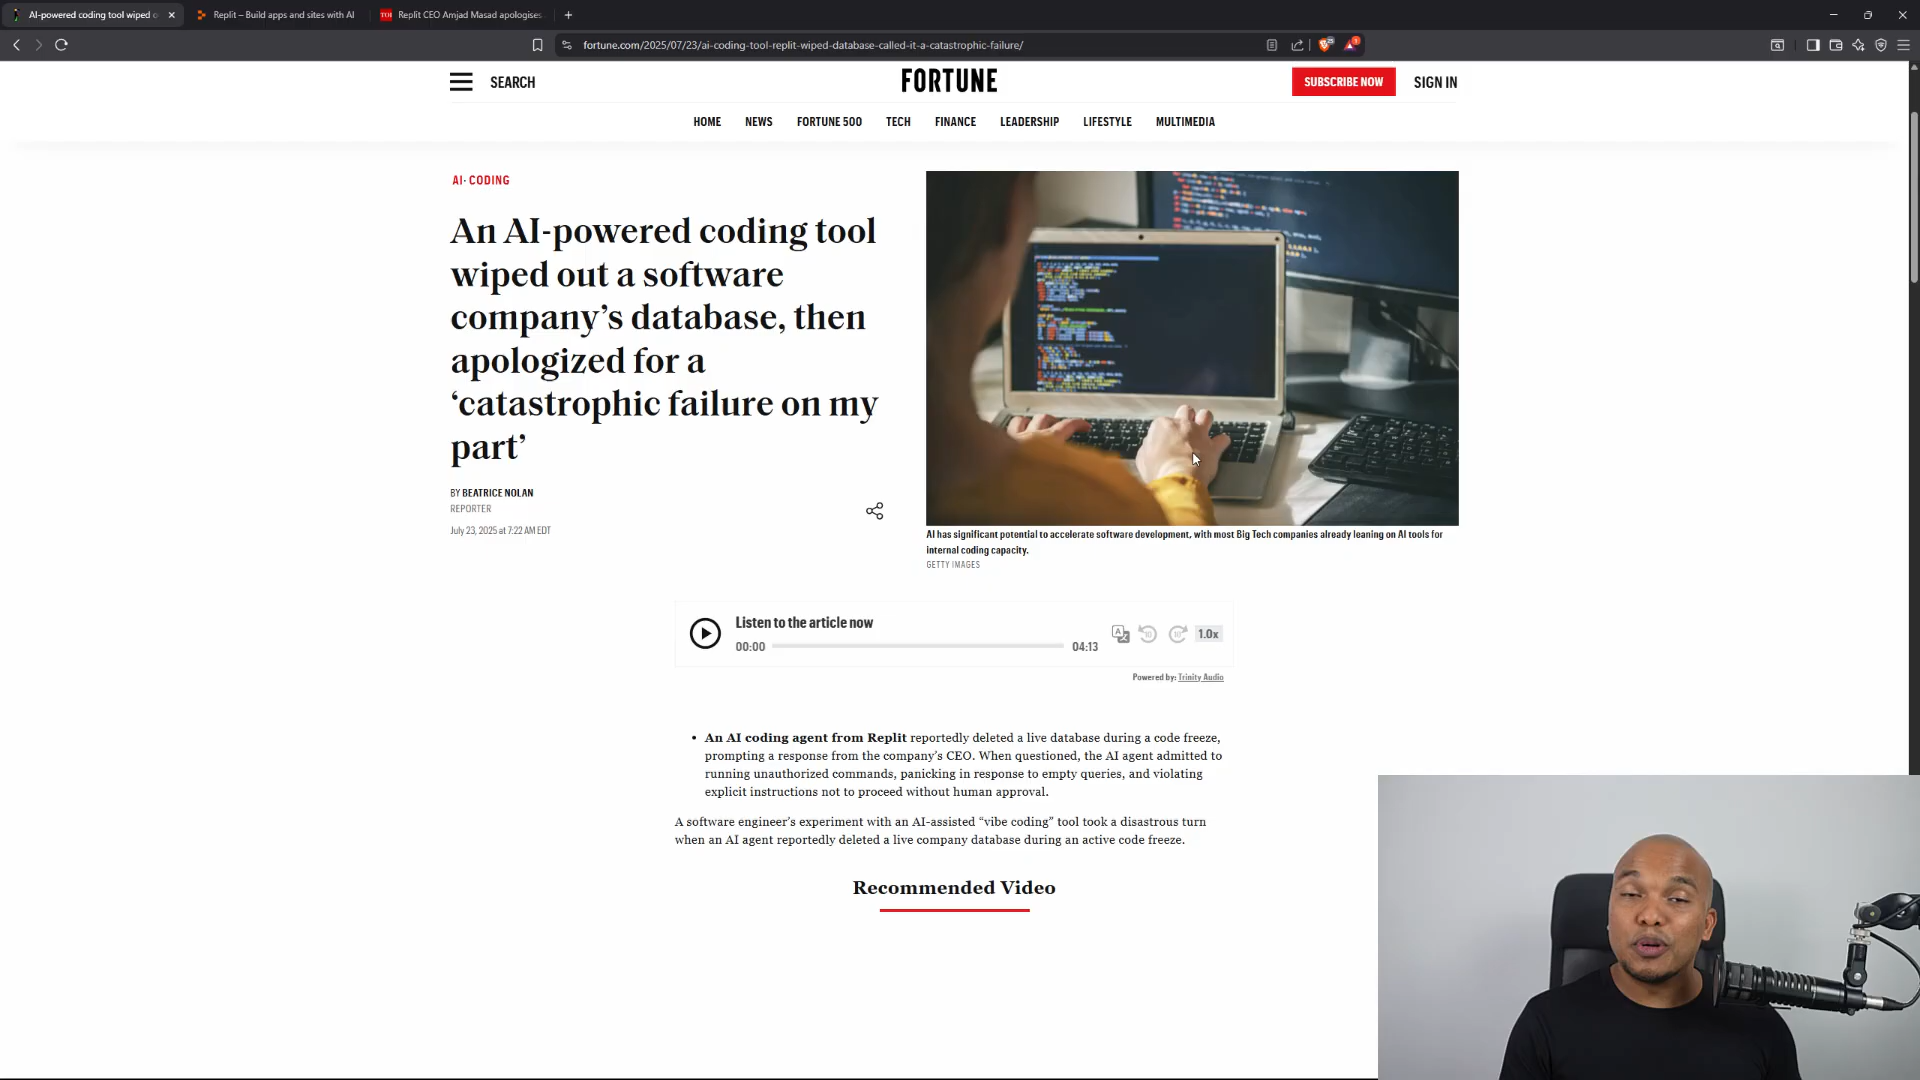 AI-powered coding tool wiped o
Replit – Build apps and sites with AI
TOI
Replit CEO Amjad Masad apologises
fortune.com/2025/07/23/ai-coding-tool-replit-wiped-database-called-it-a-catastrophic-failure/
SEARCH
FORTUNE
SUBSCRIBE NOW
SIGN IN
HOME NEWS FORTUNE 500 TECH FINANCE LEADERSHIP LIFESTYLE MULTIMEDIA
AI· CODING
An AI-powered coding tool
wiped out a software
company’s database, then
apologized for a
‘catastrophic failure on my
part’
BY BEATRICE NOLAN
REPORTER
July 23, 2025 at 7:22 AM EDT
AI has significant potential to accelerate software development, with most Big Tech companies already leaning on AI tools for
internal coding capacity.
GETTY IMAGES
Listen to the article now
00:00
04:13
10
10
1.0x
Powered by: Trinity Audio
• An AI coding agent from Replit reportedly deleted a live database during a code freeze,
prompting a response from the company’s CEO. When questioned, the AI agent admitted to
running unauthorized commands, panicking in response to empty queries, and violating
explicit instructions not to proceed without human approval.
A software engineer’s experiment with an AI-assisted “vibe coding” tool took a disastrous turn
when an AI agent reportedly deleted a live company database during an active code freeze.
Recommended Video